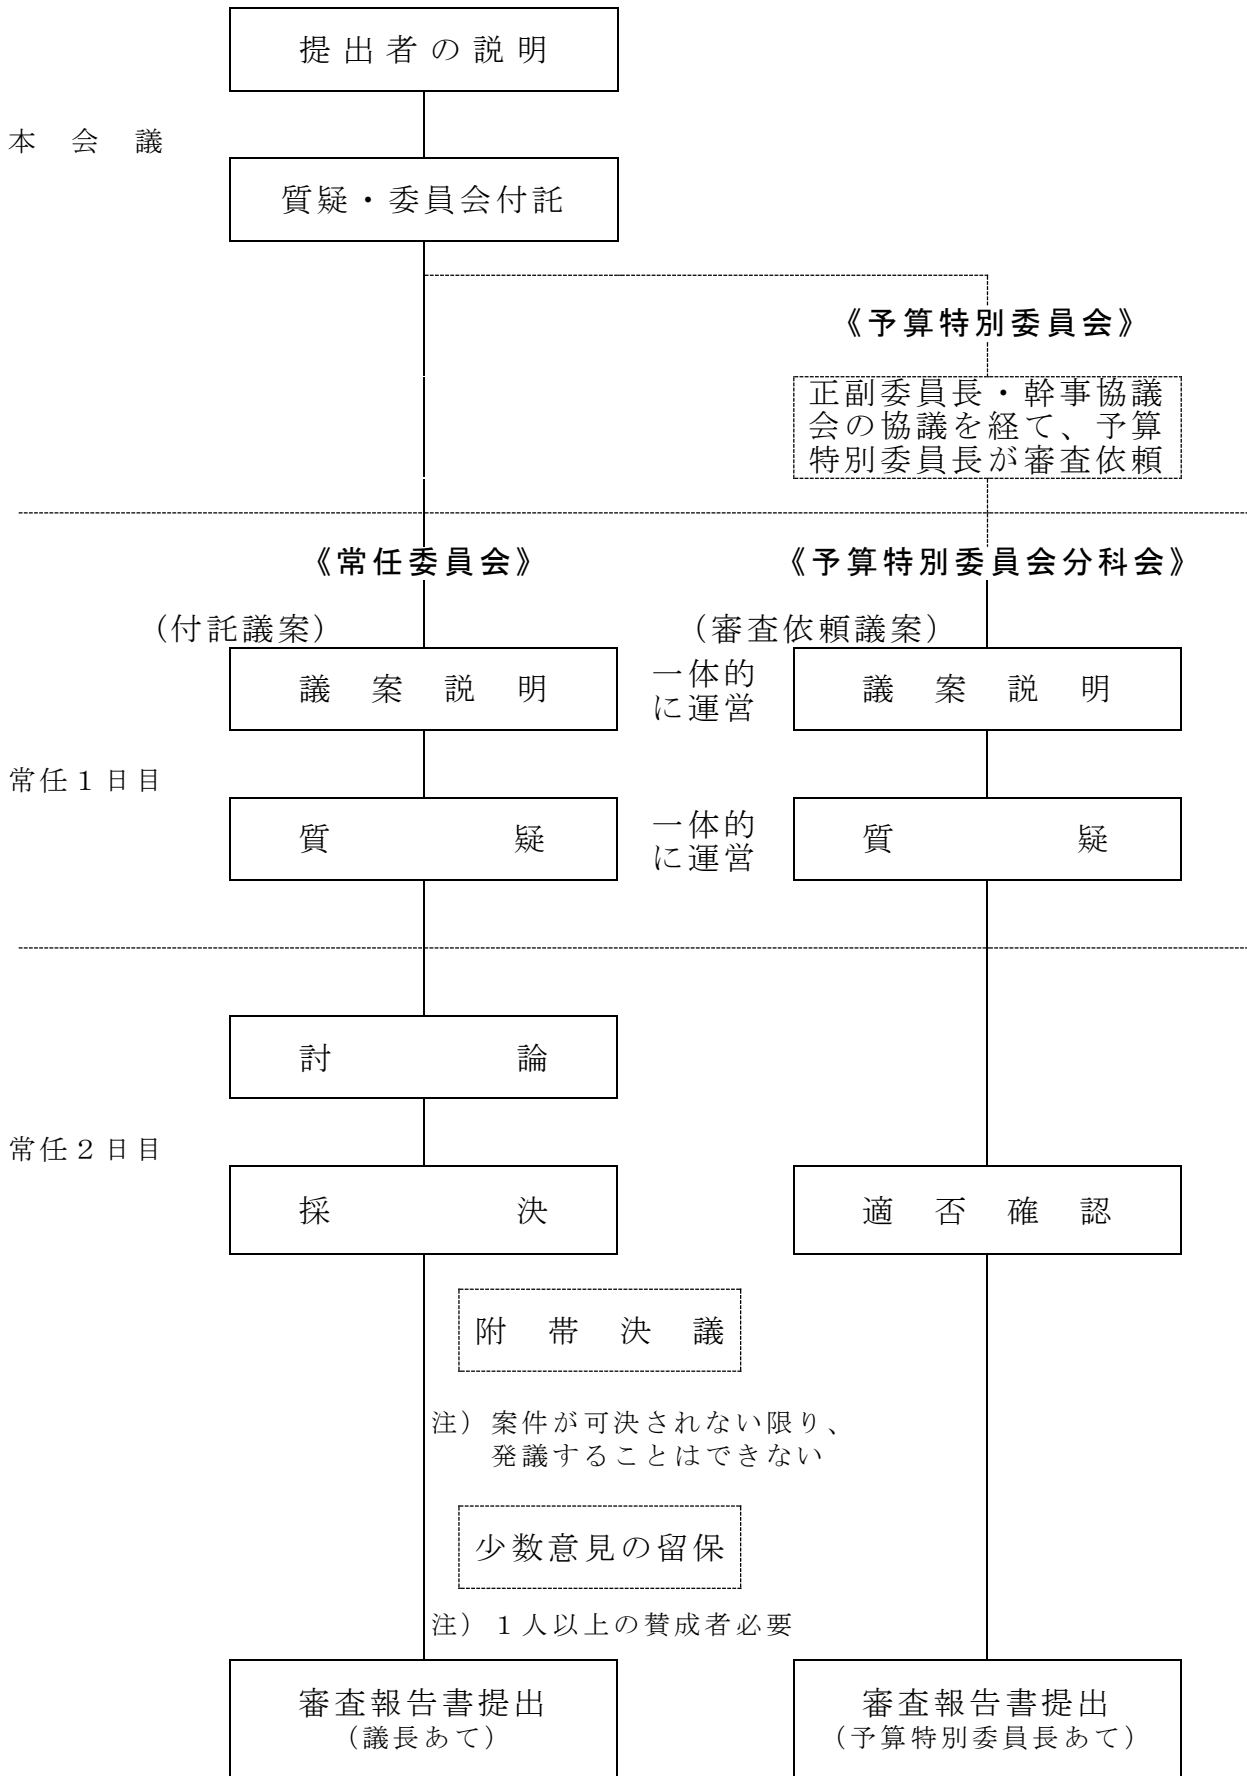 提出者の説明
本会議
質疑・委員会付託
《予算特別委員会》
正副委員長・幹事協議
会の協議を経て、予算
特別委員長が審査依頼
《常任委員会》
《予算特別委員会分科会》
（付託議案）
（審査依頼議案）
議案説明
一体的
に運営
議案説明
常任１日目
質疑
一体的
に運営
質疑
討論
常任２日目
採決
適否確認
附帯決議
注）案件が可決されない限り、
発議することはできない
少数意見の留保
注）１人以上の賛成者必要
審査報告書提出
（議長あて）
審査報告書提出
（予算特別委員長あて）